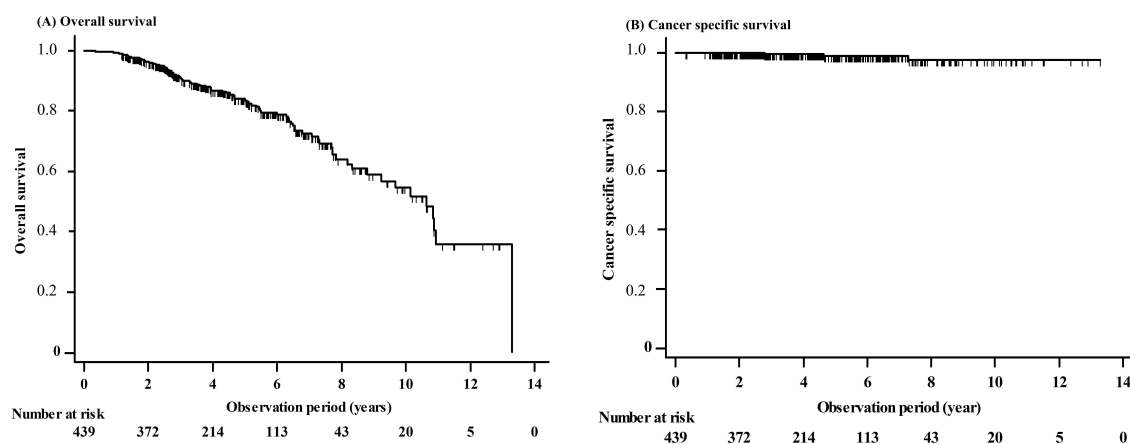 (A) Overall survival
1.0
0.8
0.6
0.4
0.2
0
Overall survival
0 2 4 6 8 10 12 14
Observation period (years)
Number at risk
439 372 214 113 43 20 5 0
(B) Cancer specific survival
1.0
0.8
0.6
0.4
0.2
0
Cancer specific survival
0 2 4 6 8 10 12 14
Observation period (year)
Number at risk
439 372 214 113 43 20 5 0